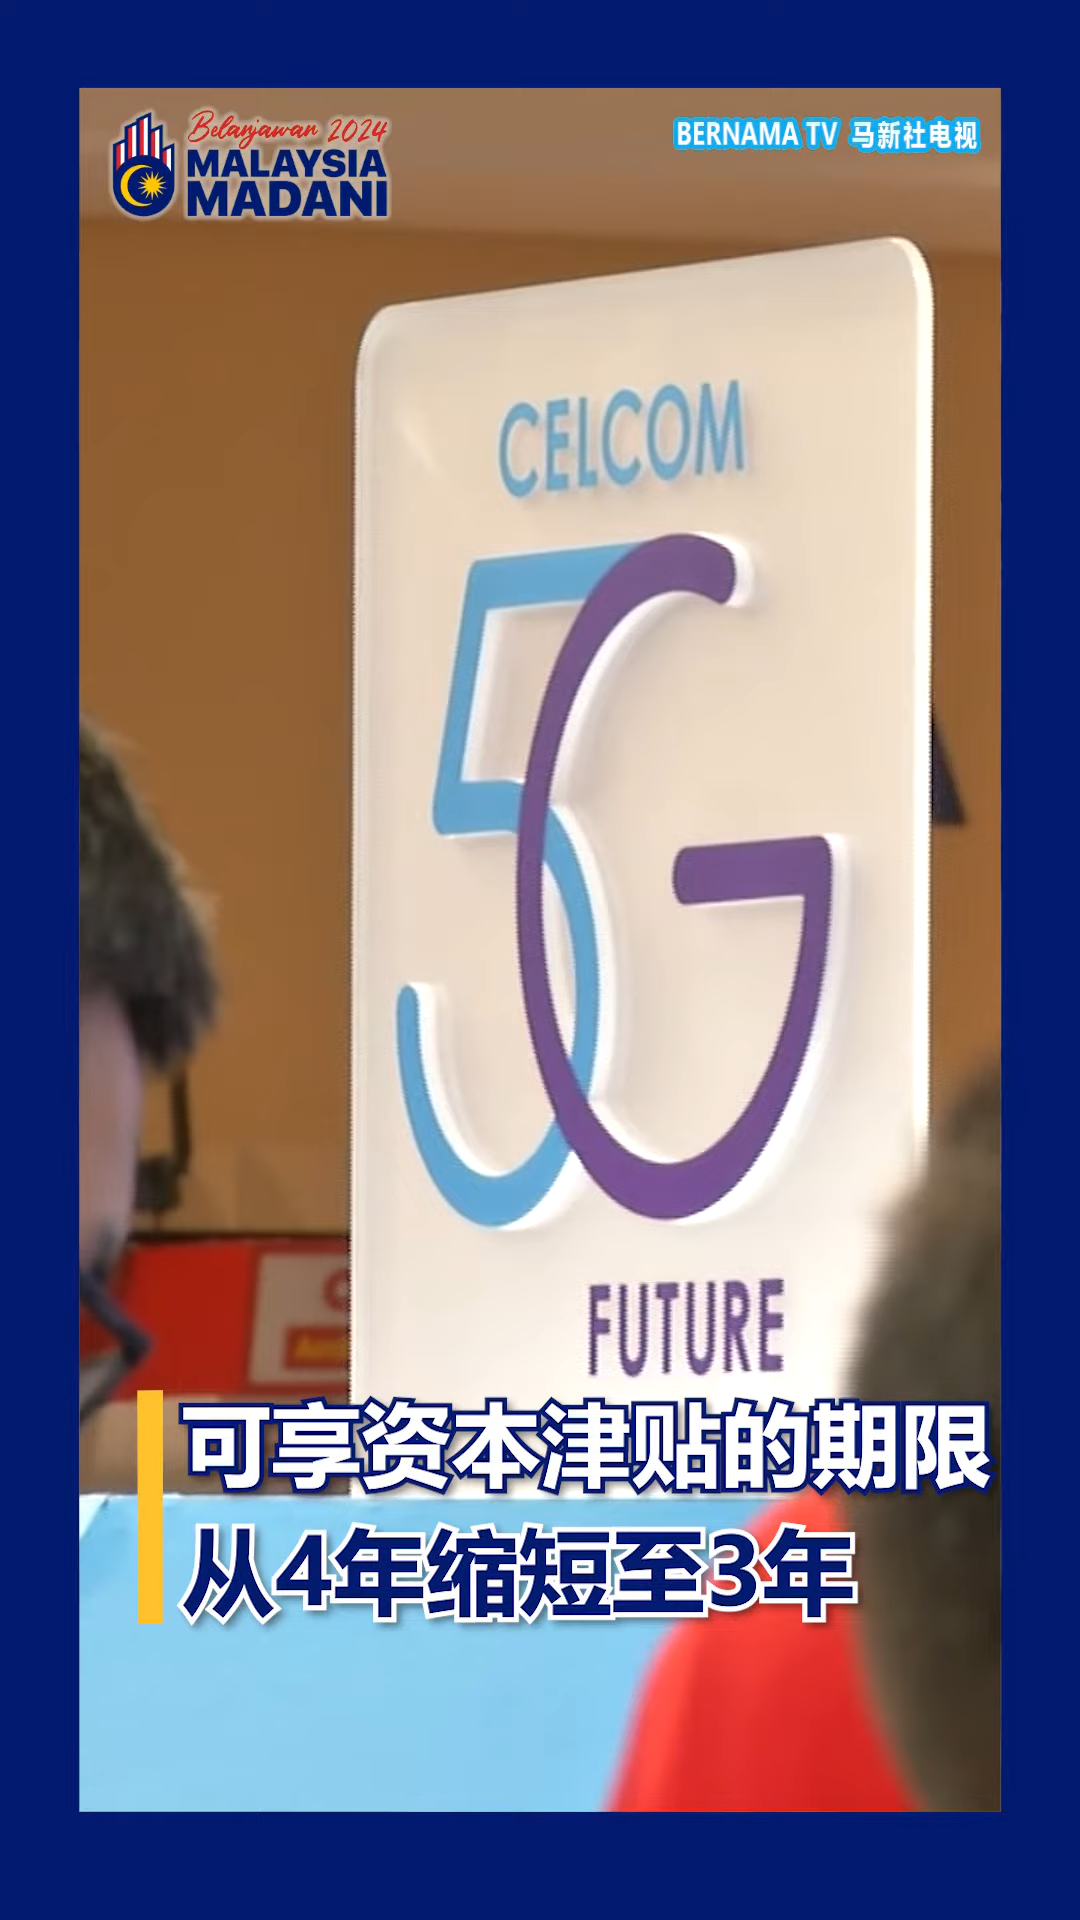 Belanjawan 2024
MALAYSIA
MADANI
BERNAMA TV 马新社电视
CELCOM
5G
FUTURE
可享资本津贴的期限
从4年缩短至3年